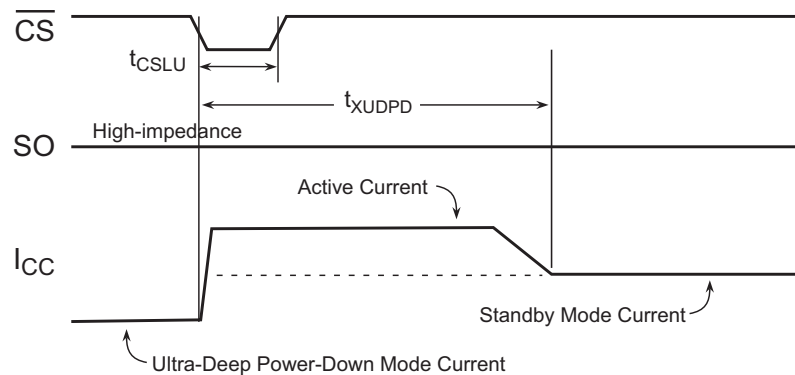 CS
tCSLU
tXUDPD
High-impedance
SO
Active Current
ICC
Standby Mode Current
Ultra-Deep Power-Down Mode Current